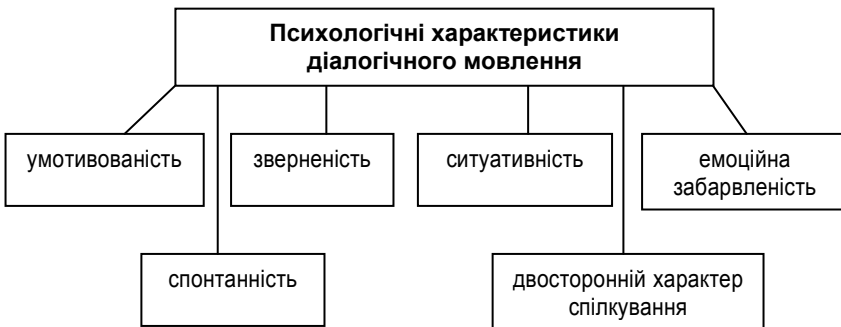 Психологічні характеристики
діалогічного мовлення
умотивованість
зверненість
ситуативність
емоційна
забарвленість
спонтанність
двосторонній характер
спілкування